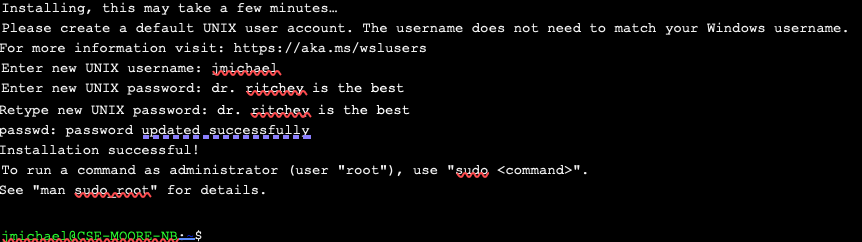 Installing, this may take a few minutes…
Please create a default UNIX user account. The username does not need to match your Windows username.
For more information visit: https://aka.ms/wslusers
Enter new UNIX username: jmichael
Enter new UNIX password: dr. ritchey is the best
Retype new UNIX password: dr. ritchey is the best
passwd: password updated successfully
Installation successful!
To run a command as administrator (user "root"), use "sudo <command>".
See "man sudo_root" for details.
jmichael@CSE-MOORE-NB:~$